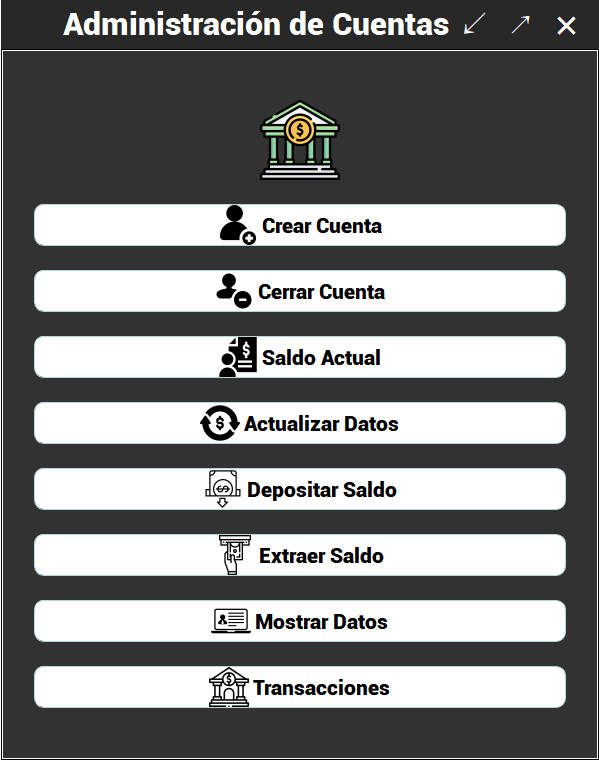 Administración de Cuentas
Crear Cuenta
Cerrar Cuenta
Saldo Actual
Actualizar Datos
Depositar Saldo
Extraer Saldo
Mostrar Datos
Transacciones